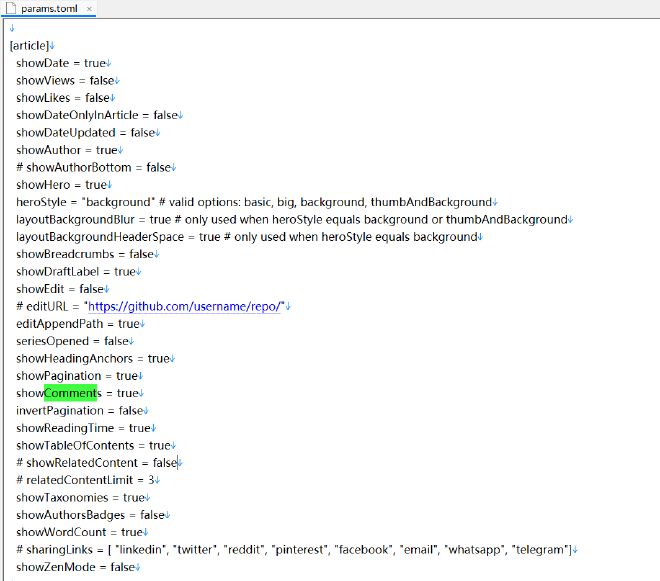 params.toml
[article]
showDate = true
showViews = false
showLikes = false
showDateOnlyInArticle = false
showDateUpdated = false
showAuthor = true
# showAuthorBottom = false
showHero = true
heroStyle = "background" # valid options: basic, big, background, thumbAndBackground
layoutBackgroundBlur = true # only used when heroStyle equals background or thumbAndBackground
layoutBackgroundHeaderSpace = true # only used when heroStyle equals background
showBreadcrumbs = false
showDraftLabel = true
showEdit = false
# editURL = "https://github.com/username/repo/"
editAppendPath = true
seriesOpened = false
showHeadingAnchors = true
showPagination = true
showComments = true
invertPagination = false
showReadingTime = true
showTableOfContents = true
# showRelatedContent = false
# relatedContentLimit = 3
showTaxonomies = true
showAuthorsBadges = false
showWordCount = true
# sharingLinks = [ "linkedin", "twitter", "reddit", "pinterest", "facebook", "email", "whatsapp", "telegram"]
showZenMode = false